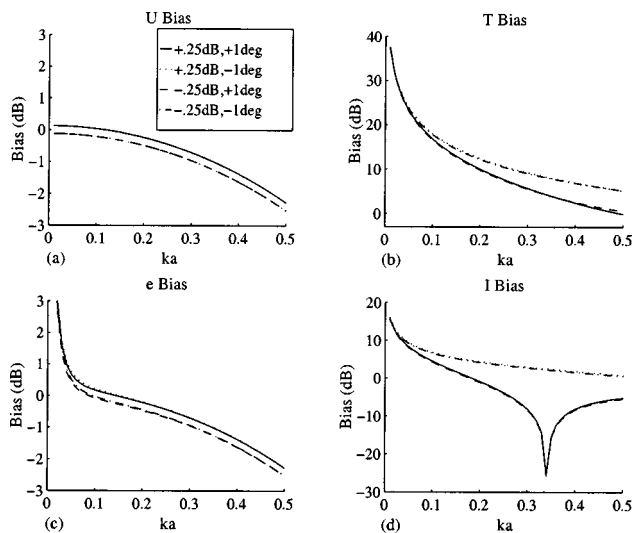 U Bias
3
2
1
0
−1
−2
−3
Bias (dB)
+.25dB,+1deg
+.25dB,−1deg
−.25dB,+1deg
−.25dB,−1deg
0 0.1 0.2 0.3 0.4 0.5
(a) ka
T Bias
40
30
20
10
0
Bias (dB)
0 0.1 0.2 0.3 0.4 0.5
(b) ka
e Bias
3
2
1
0
−1
−2
−3
Bias (dB)
0 0.1 0.2 0.3 0.4 0.5
(c) ka
I Bias
20
10
0
−10
−20
−30
Bias (dB)
0 0.1 0.2 0.3 0.4 0.5
(d) ka